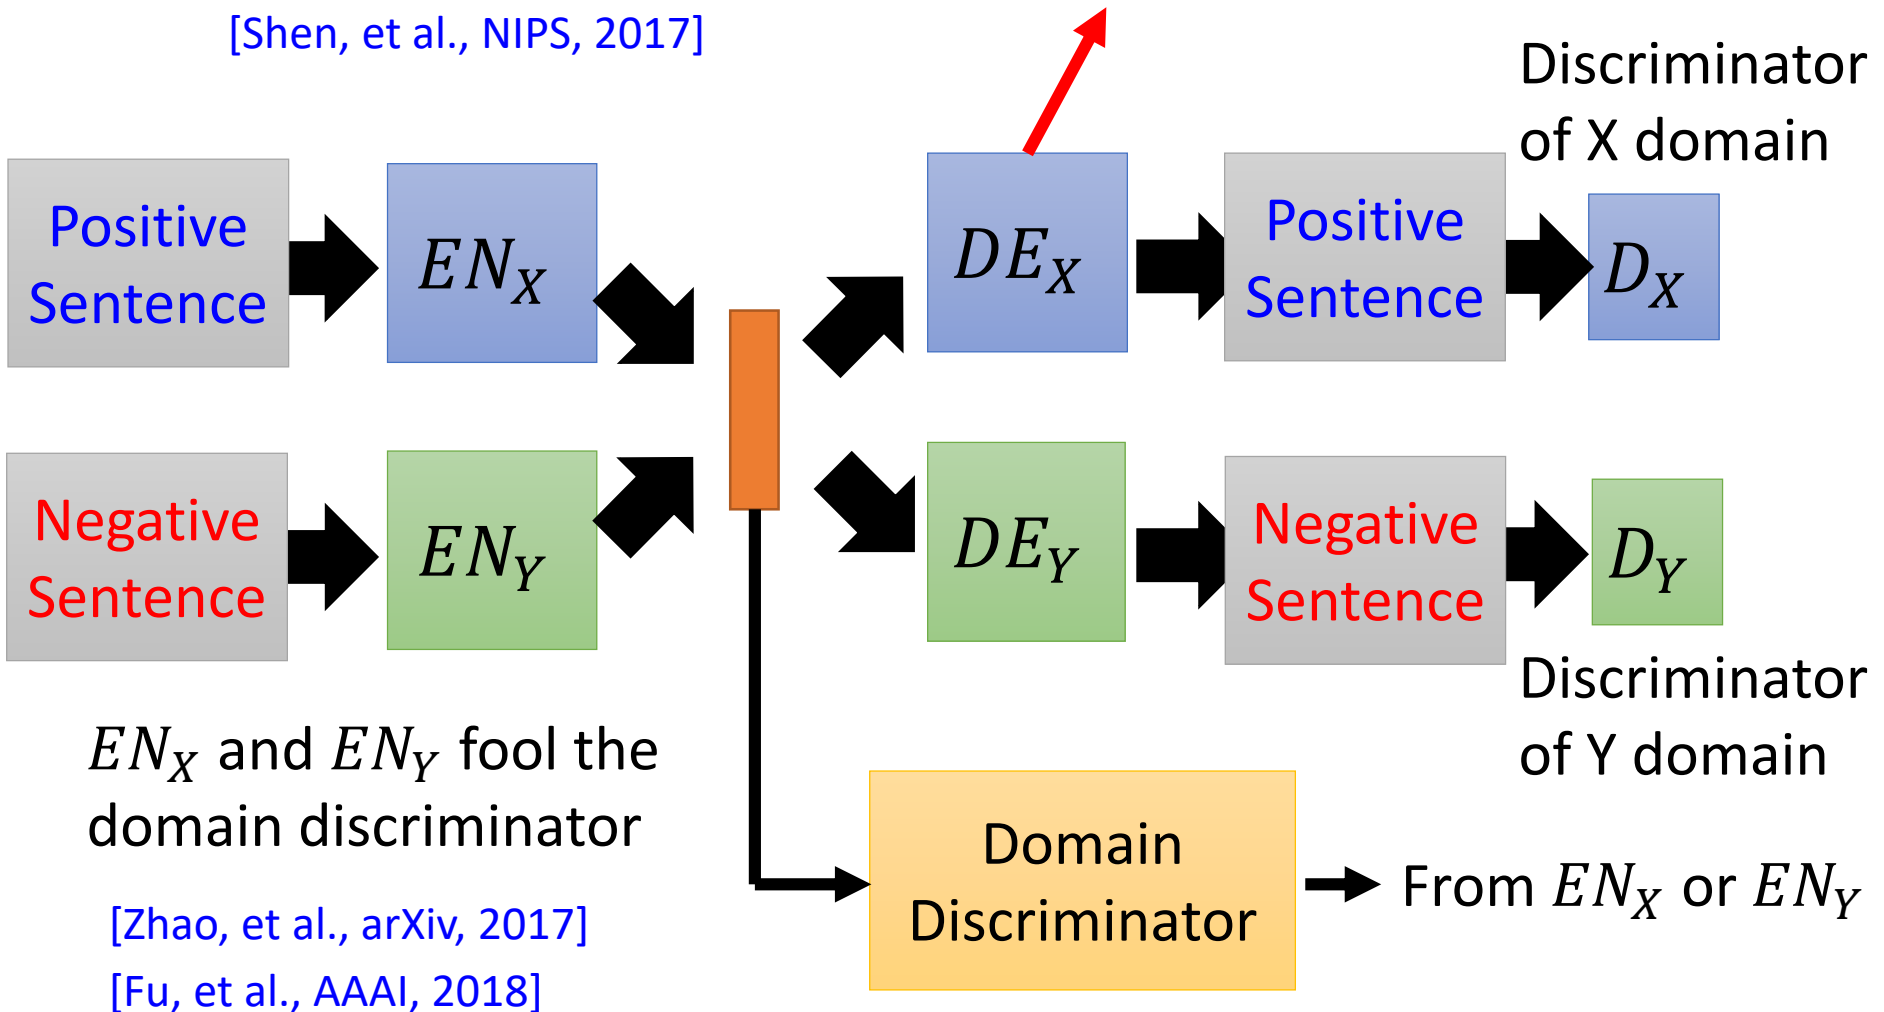 [Shen, et al., NIPS, 2017]
Discriminator
of X domain
Positive
Sentence
EN_X
DE_X
Positive
Sentence
D_X
Negative
Sentence
EN_Y
DE_Y
Negative
Sentence
D_Y
Discriminator
of Y domain
EN_X and EN_Y fool the
domain discriminator
Domain
Discriminator
From EN_X or EN_Y
[Zhao, et al., arXiv, 2017]
[Fu, et al., AAAI, 2018]